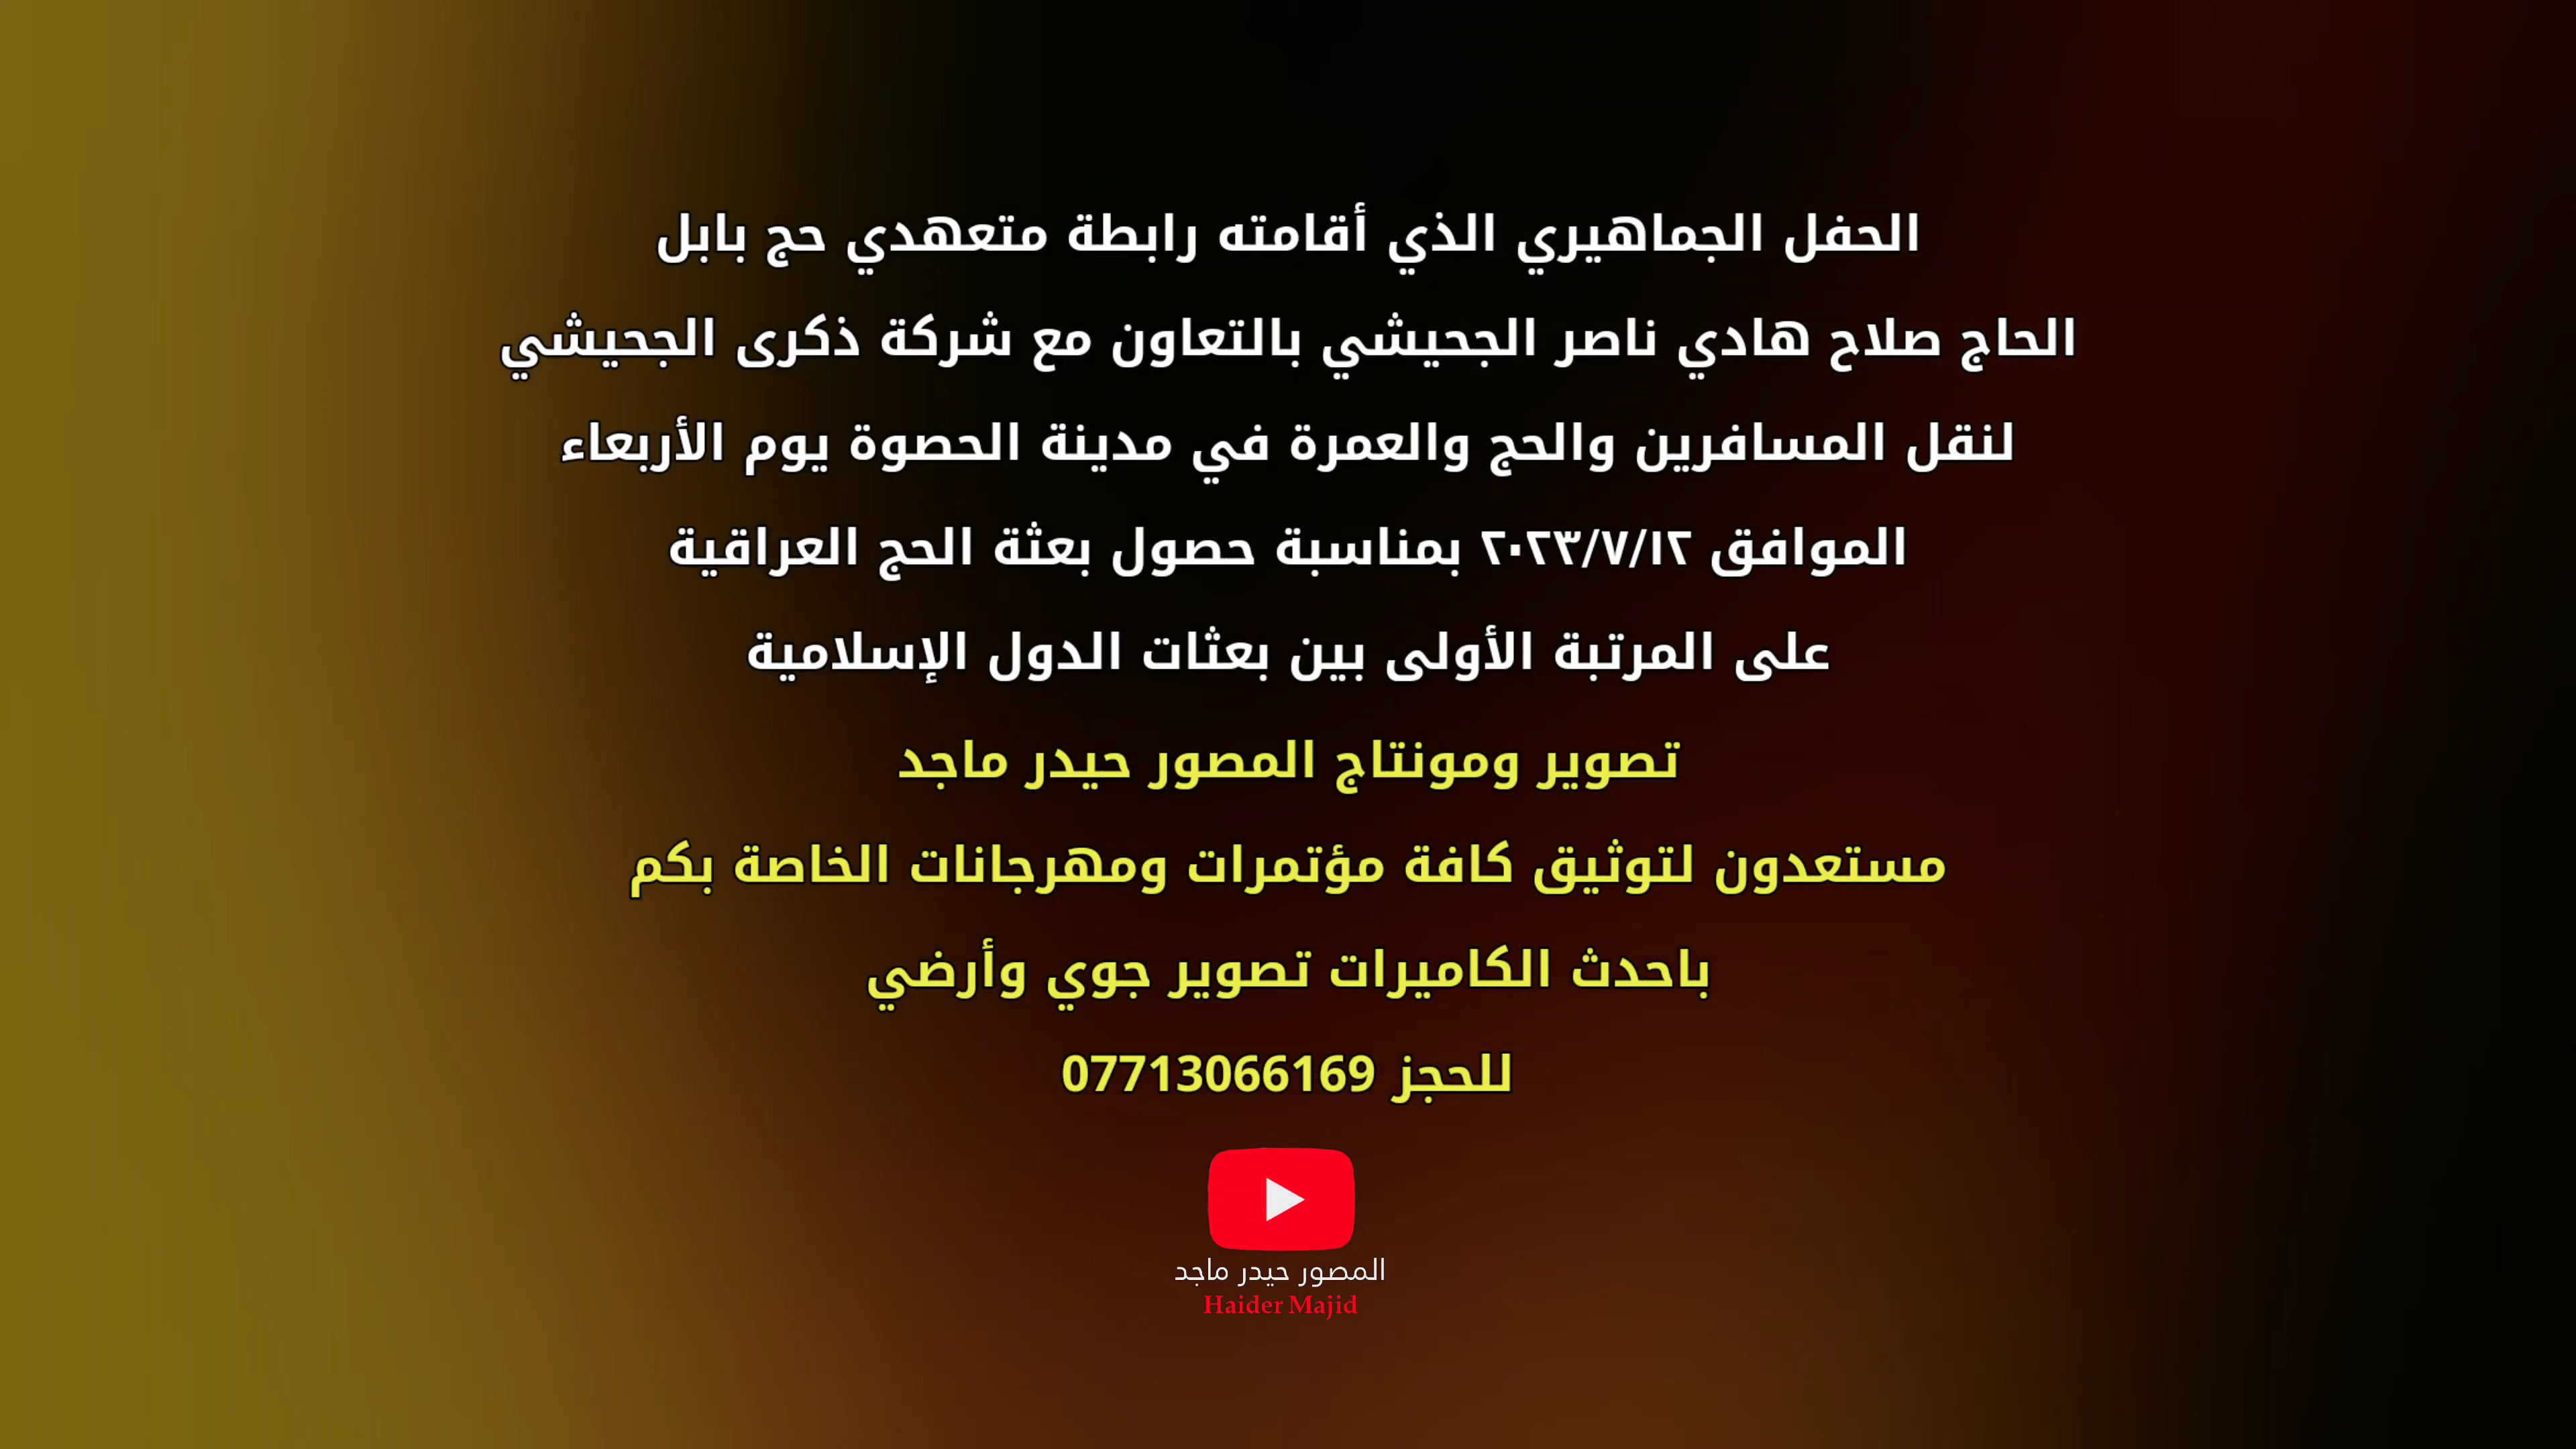 الحفل الجماهيري الذي أقامته رابطة متعهدي حج بابل
الحاج صلاح هادي ناصر الجحيشي بالتعاون مع شركة ذكرى الجحيشي
لنقل المسافرين والحج والعمرة في مدينة الحصوة يوم الأربعاء
الموافق ٢٠٢٣/٧/١٢ بمناسبة حصول بعثة الحج العراقية
على المرتبة الأولى بين بعثات الدول الإسلامية
تصوير ومونتاج المصور حيدر ماجد
مستعدون لتوثيق كافة مؤتمرات ومهرجانات الخاصة بكم
باحدث الكاميرات تصوير جوي وأرضي
للحجز 07713066169
المصور حيدر ماجد
Haider Majid